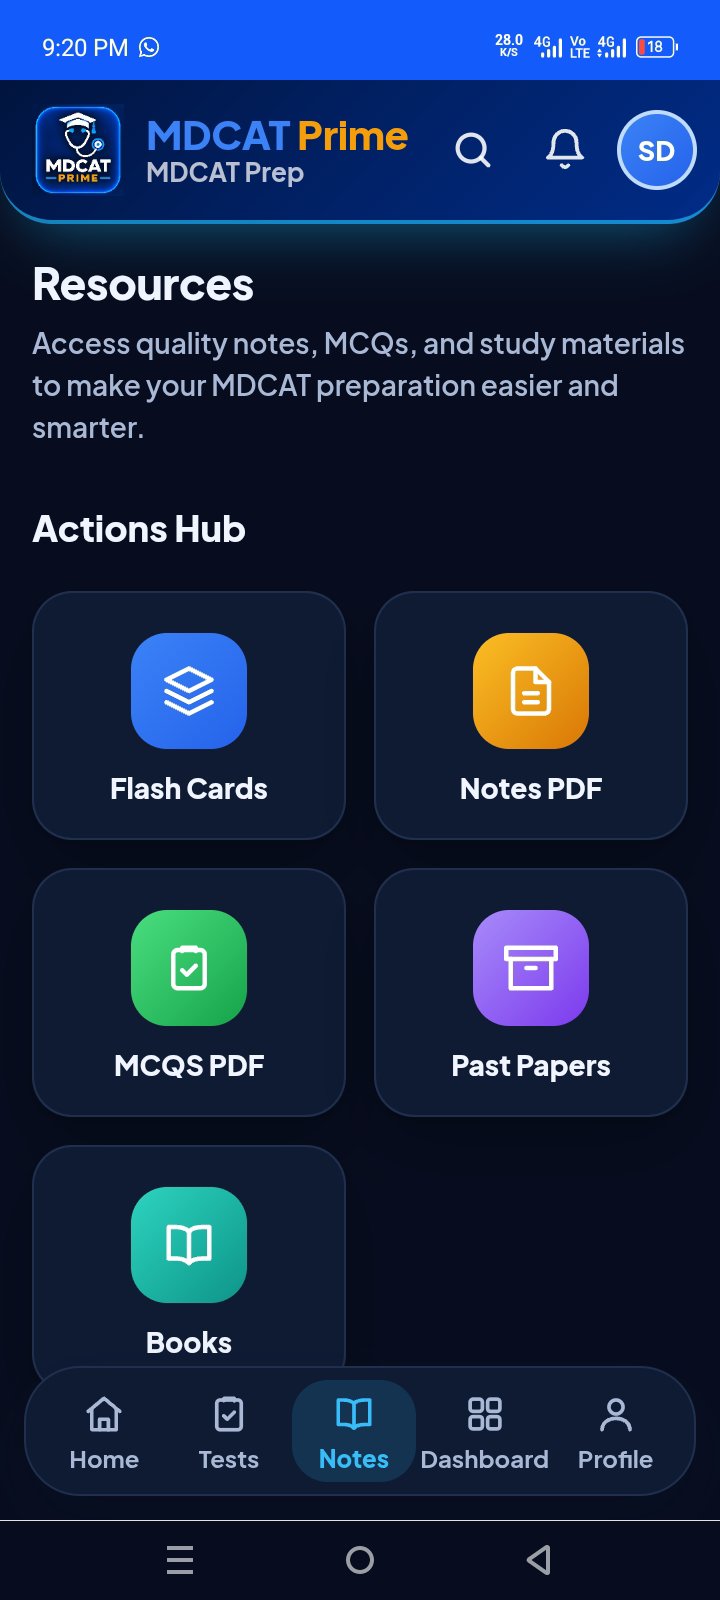 9:20 PM 28.0 K/S 4G Vo LTE 4G 18
MDCAT PRIME
MDCAT Prime
MDCAT Prep
SD
Resources
Access quality notes, MCQs, and study materials
to make your MDCAT preparation easier and
smarter.
Actions Hub
Flash Cards Notes PDF
MCQS PDF Past Papers
Books
Home Tests Notes Dashboard Profile